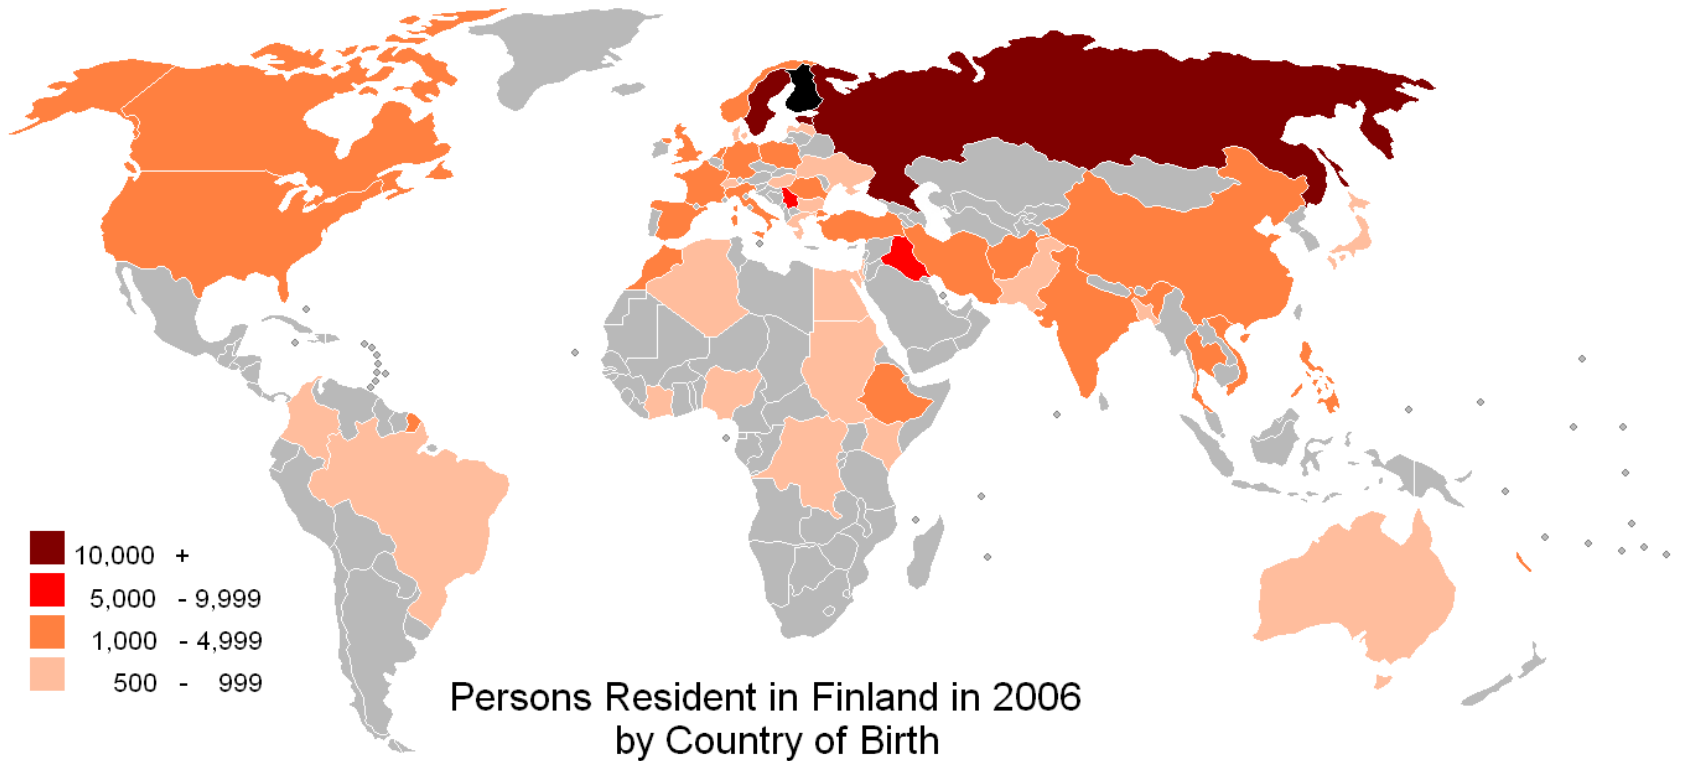 10,000 +
5,000 - 9,999
1,000 - 4,999
500 - 999
Persons Resident in Finland in 2006
by Country of Birth